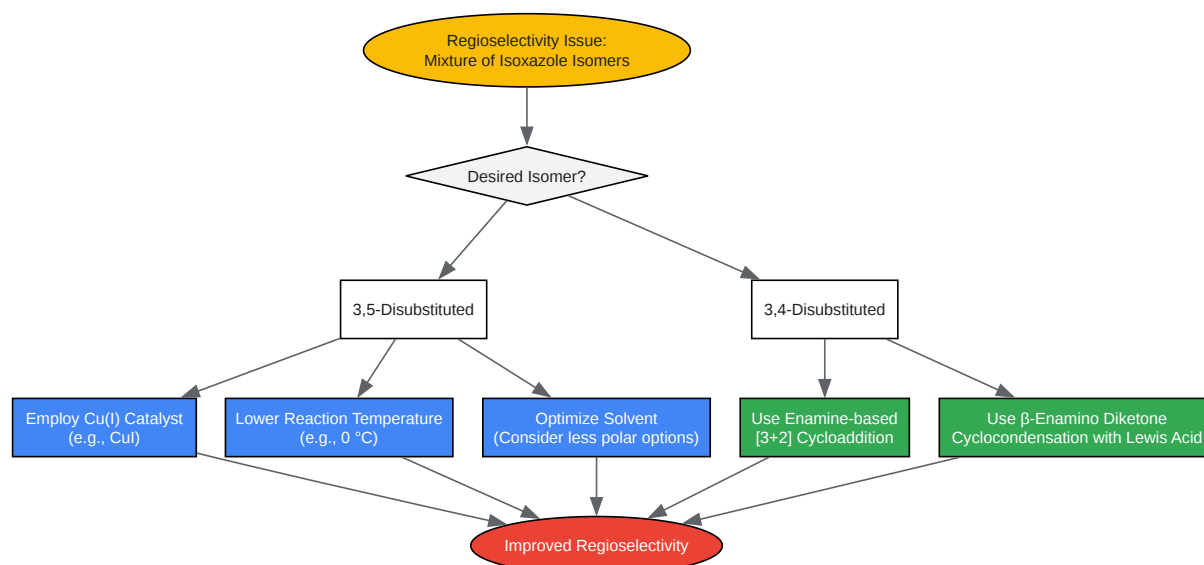 Regioselectivity Issue:
Mixture of Isoxazole Isomers
Desired Isomer?
3,5-Disubstituted
3,4-Disubstituted
Employ Cu(I) Catalyst
(e.g., CuI)
Lower Reaction Temperature
(e.g., 0 °C)
Optimize Solvent
(Consider less polar options)
Use Enamine-based
[3+2] Cycloaddition
Use β-Enamino Diketone
Cyclocondensation with Lewis Acid
Improved Regioselectivity